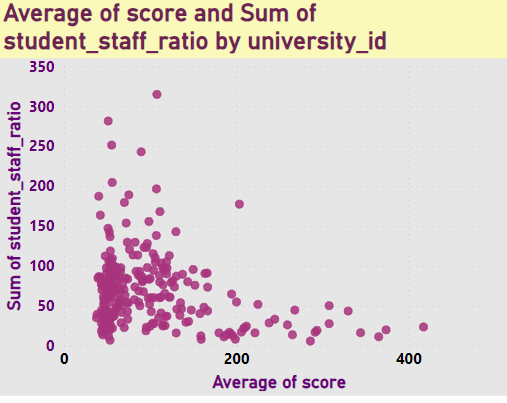 Average of score and Sum of
student_staff_ratio by university_id
350
300
250
200
150
100
50
0
Sum of student_staff_ratio
0 200 400
Average of score